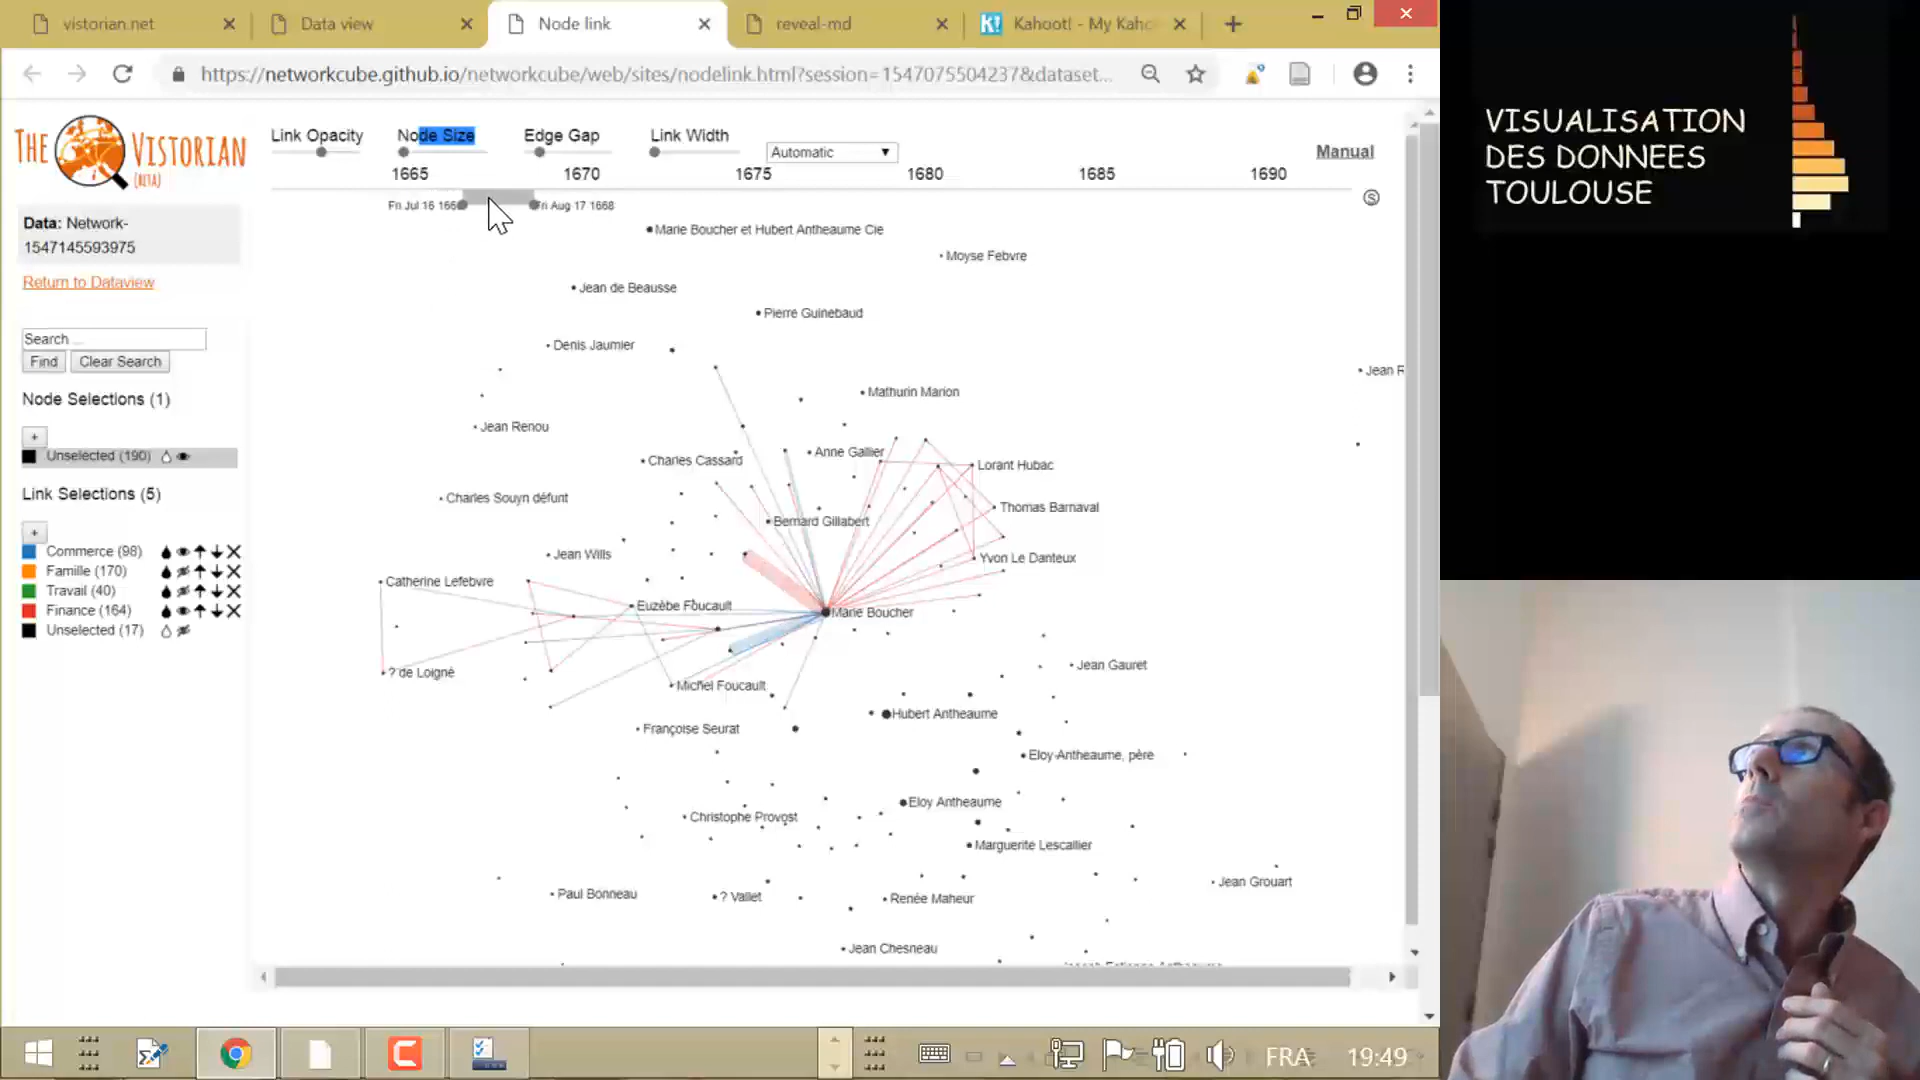 vistorian.net
Data view
Node link
reveal-md
K! Kahoot! - My Kaho
https://networkcube.github.io/networkcube/web/sites/nodelink.html?session=1547075504237&dataset...
THE VISTORIAN
(BETA)
Link Opacity
Node Size
Edge Gap
Link Width
Automatic
Manual
1665 1670 1675 1680 1685 1690
Fri Jul 16 166
Fri Aug 17 1668
S
Data: Network-
1547145593975
Return to Dataview
Search ...
Find
Clear Search
Node Selections (1)
+
Unselected (190)
Link Selections (5)
+
Commerce (98)
Famille (170)
Travail (40)
Finance (164)
Unselected (17)
Marie Boucher et Hubert Antheaume Cie
Moyse Febvre
Jean de Beausse
Pierre Guinebaud
Denis Jaumier
Jean R
Mathurin Marion
Jean Renou
Anne Gallier
Charles Cassard
Lorant Hubac
Charles Souyn défunt
Thomas Barnaval
Bernard Gillabert
Jean Wills
Yvon Le Danteux
Catherine Lefebvre
Euzèbe Foucault
Marie Boucher
? de Loigné
Jean Gauret
Michel Foucault
Hubert Antheaume
Françoise Seurat
Eloy Antheaume, père
Eloy Antheaume
Christophe Provost
Marguerite Lescallier
Jean Grouart
Paul Bonneau
? Vallet
Renée Maheur
Jean Chesneau
VISUALISATION
DES DONNEES
TOULOUSE
FRA
19:49